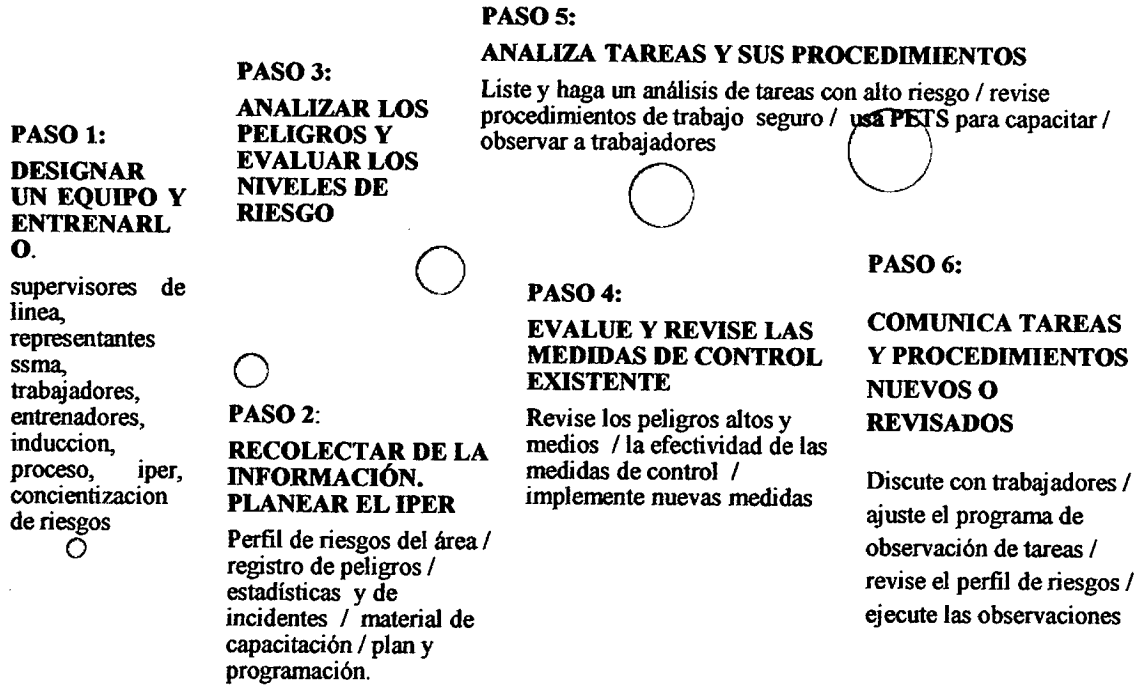 PASO 1:
DESIGNAR
UN EQUIPO Y
ENTRENARL
O.
supervisores de
linea,
representantes
ssma,
trabajadores,
entrenadores,
induccion,
proceso, iper,
concientizacion
de riesgos
PASO 2:
RECOLECTAR DE LA
INFORMACIÓN.
PLANEAR EL IPER
Perfil de riesgos del área /
registro de peligros /
estadísticas y de
incidentes / material de
capacitación / plan y
programación.
PASO 3:
ANALIZAR LOS
PELIGROS Y
EVALUAR LOS
NIVELES DE
RIESGO
PASO 4:
EVALUE Y REVISE LAS
MEDIDAS DE CONTROL
EXISTENTE
Revise los peligros altos y
medios / la efectividad de las
medidas de control /
implemente nuevas medidas
PASO 5:
ANALIZA TAREAS Y SUS PROCEDIMIENTOS
Liste y haga un análisis de tareas con alto riesgo / revise
procedimientos de trabajo seguro / usa PETS para capacitar /
observar a trabajadores
PASO 6:
COMUNICA TAREAS
Y PROCEDIMIENTOS
NUEVOS O
REVISADOS
Discute con trabajadores /
ajuste el programa de
observación de tareas /
revise el perfil de riesgos /
ejecute las observaciones